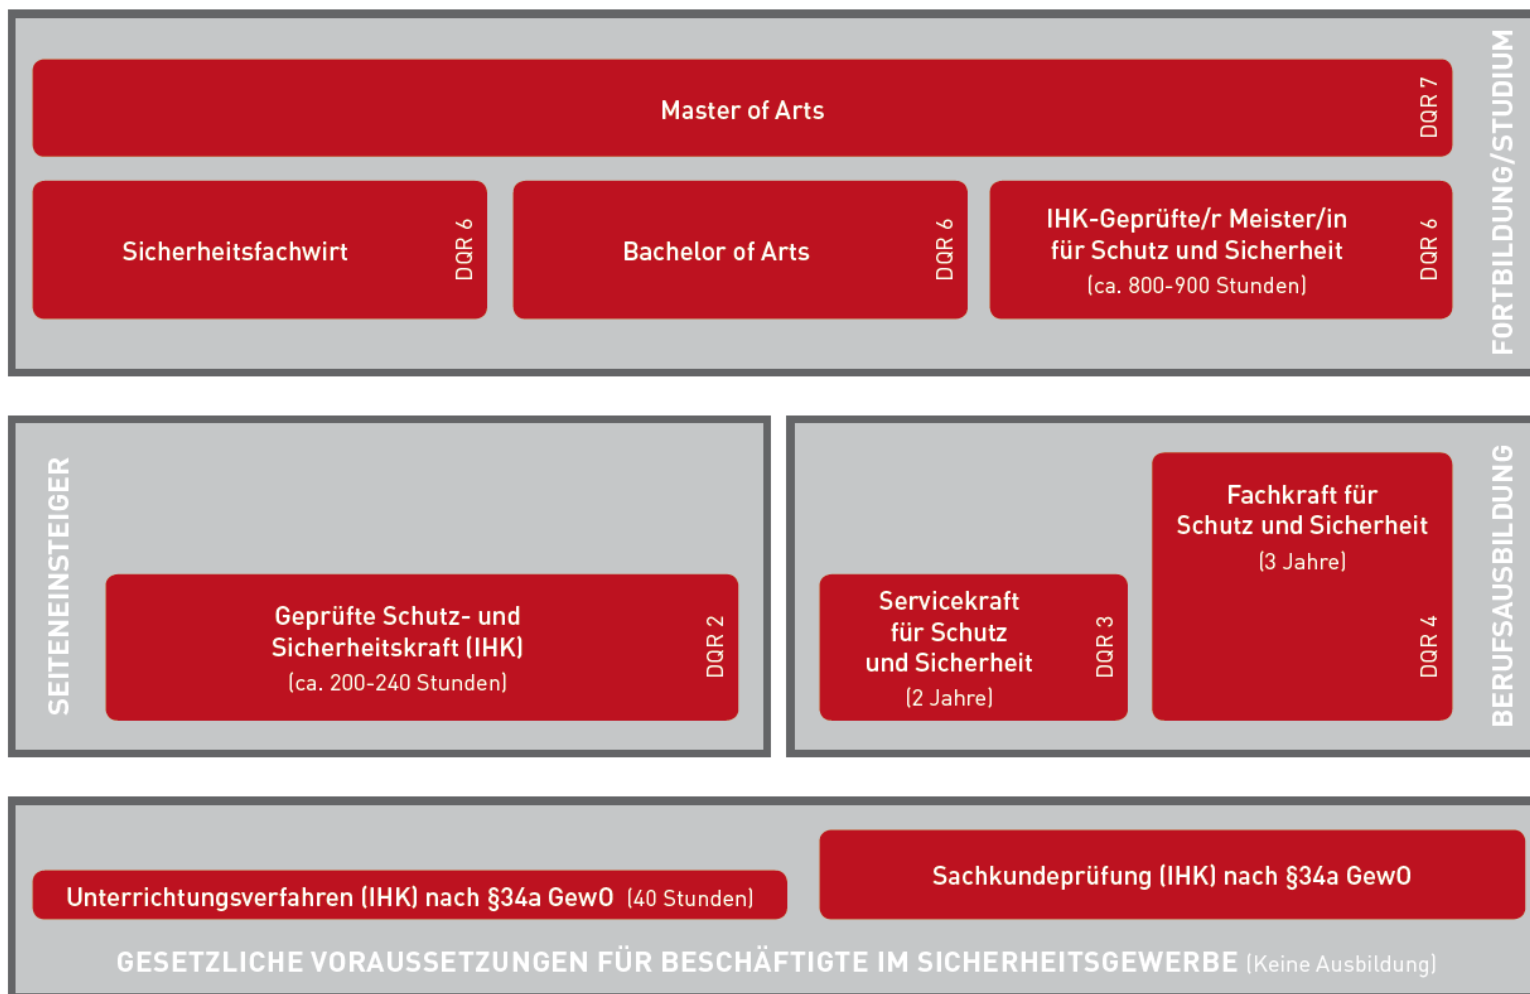 FORTBILDUNG/STUDIUM
Master of Arts
DQR 7
Sicherheitsfachwirt
DQR 6
Bachelor of Arts
DQR 6
IHK-Geprüfte/r Meister/in
für Schutz und Sicherheit
(ca. 800-900 Stunden)
DQR 6
SEITENEINSTEIGER
Geprüfte Schutz- und
Sicherheitskraft (IHK)
(ca. 200-240 Stunden)
DQR 2
BERUFSAUSBILDUNG
Servicekraft
für Schutz
und Sicherheit
(2 Jahre)
DQR 3
Fachkraft für
Schutz und Sicherheit
(3 Jahre)
DQR 4
Unterrichtungsverfahren (IHK) nach §34a GewO (40 Stunden)
Sachkundeprüfung (IHK) nach §34a GewO
GESETZLICHE VORAUSSETZUNGEN FÜR BESCHÄFTIGTE IM SICHERHEITSGEWERBE (Keine Ausbildung)